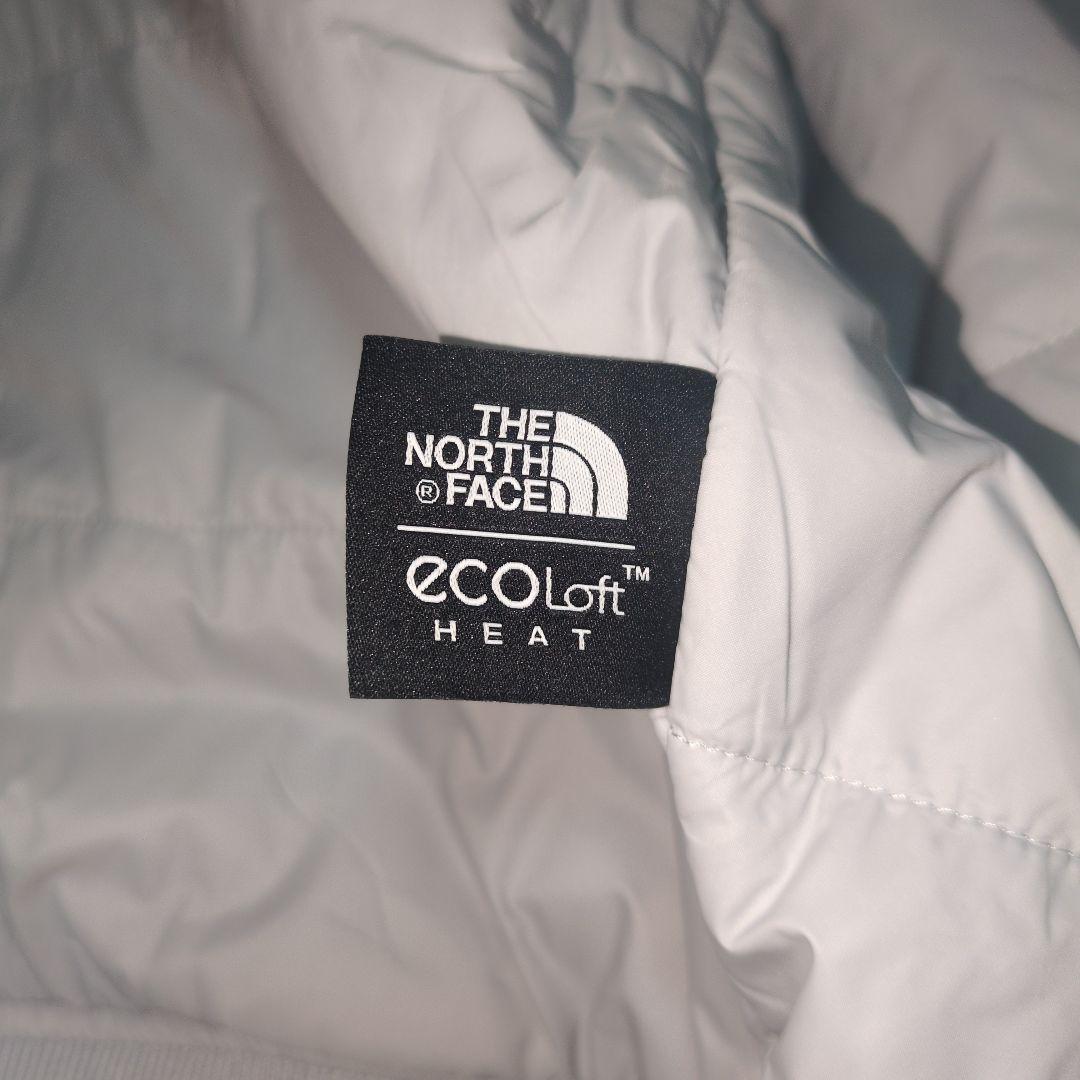 THE
NORTH
® FACE
ecoLoft™
HEAT